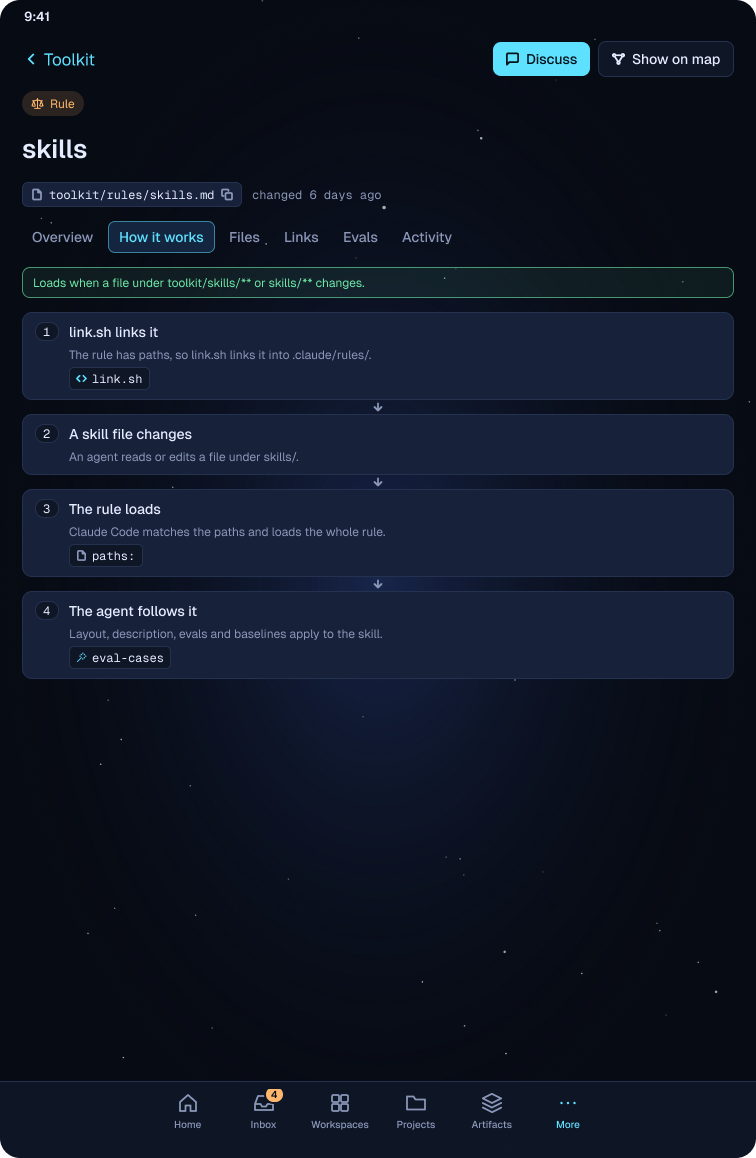 9:41
Toolkit
Discuss
Show on map
Rule
skills
toolkit/rules/skills.md
changed 6 days ago
Overview
How it works
Files
Links
Evals
Activity
Loads when a file under toolkit/skills/** or skills/** changes.
1
link.sh links it
The rule has paths, so link.sh links it into .claude/rules/.
link.sh
2
A skill file changes
An agent reads or edits a file under skills/.
3
The rule loads
Claude Code matches the paths and loads the whole rule.
paths:
4
The agent follows it
Layout, description, evals and baselines apply to the skill.
eval-cases
Home
4
Inbox
Workspaces
Projects
Artifacts
More